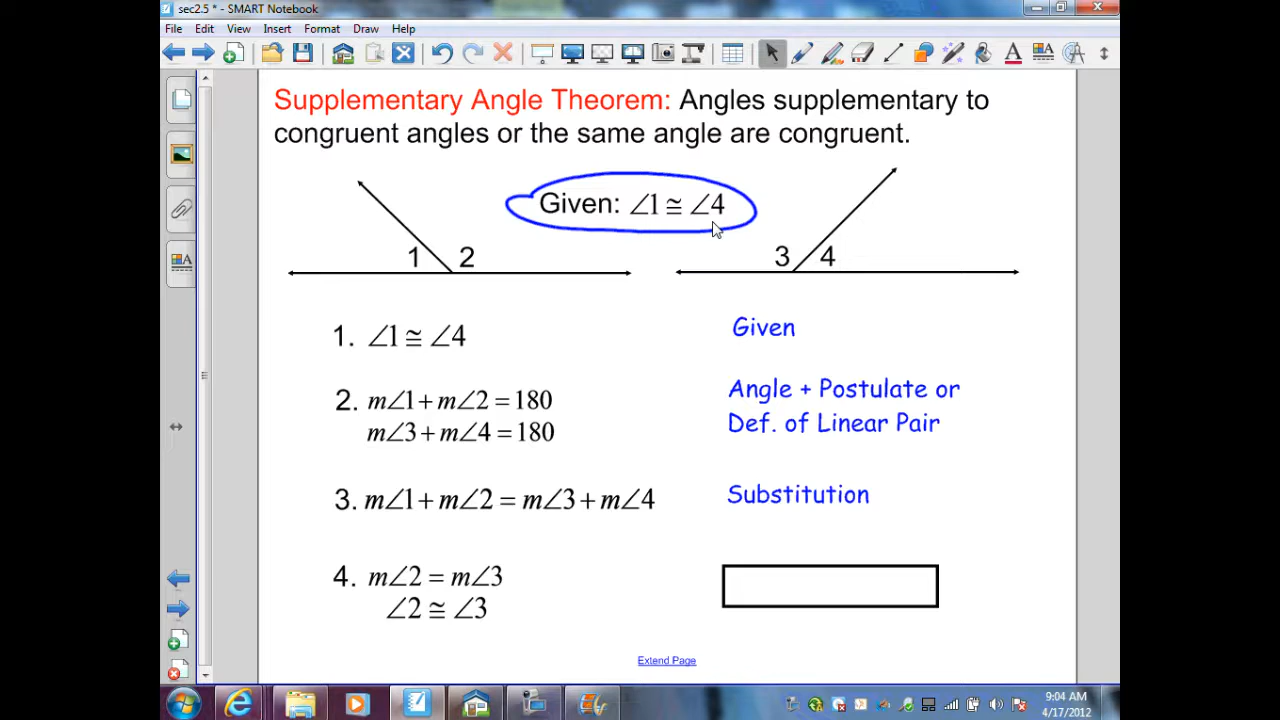 sec2.5 * - SMART Notebook
File Edit View Insert Format Draw Help
Supplementary Angle Theorem: Angles supplementary to
congruent angles or the same angle are congruent.
Given: ∠1 ≅ ∠4
1 2
3 4
1. ∠1 ≅ ∠4
Given
2. m∠1 + m∠2 = 180
m∠3 + m∠4 = 180
Angle + Postulate or
Def. of Linear Pair
3. m∠1 + m∠2 = m∠3 + m∠4
Substitution
4. m∠2 = m∠3
∠2 ≅ ∠3
Extend Page
9:04 AM
4/17/2012